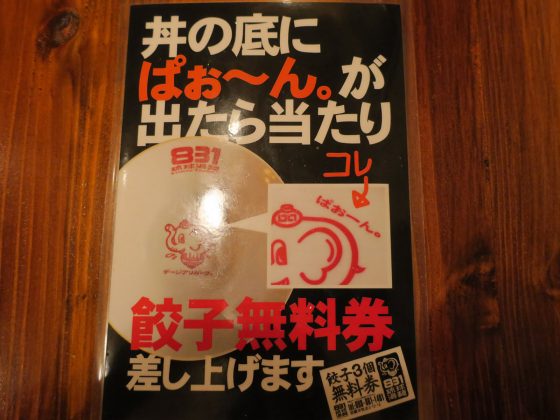 丼の底に
ぱぉ〜ん。が
出たら当たり
コレ
831
ぱぉーん。
餃子無料券
差し上げます
餃子3個
無料券
831